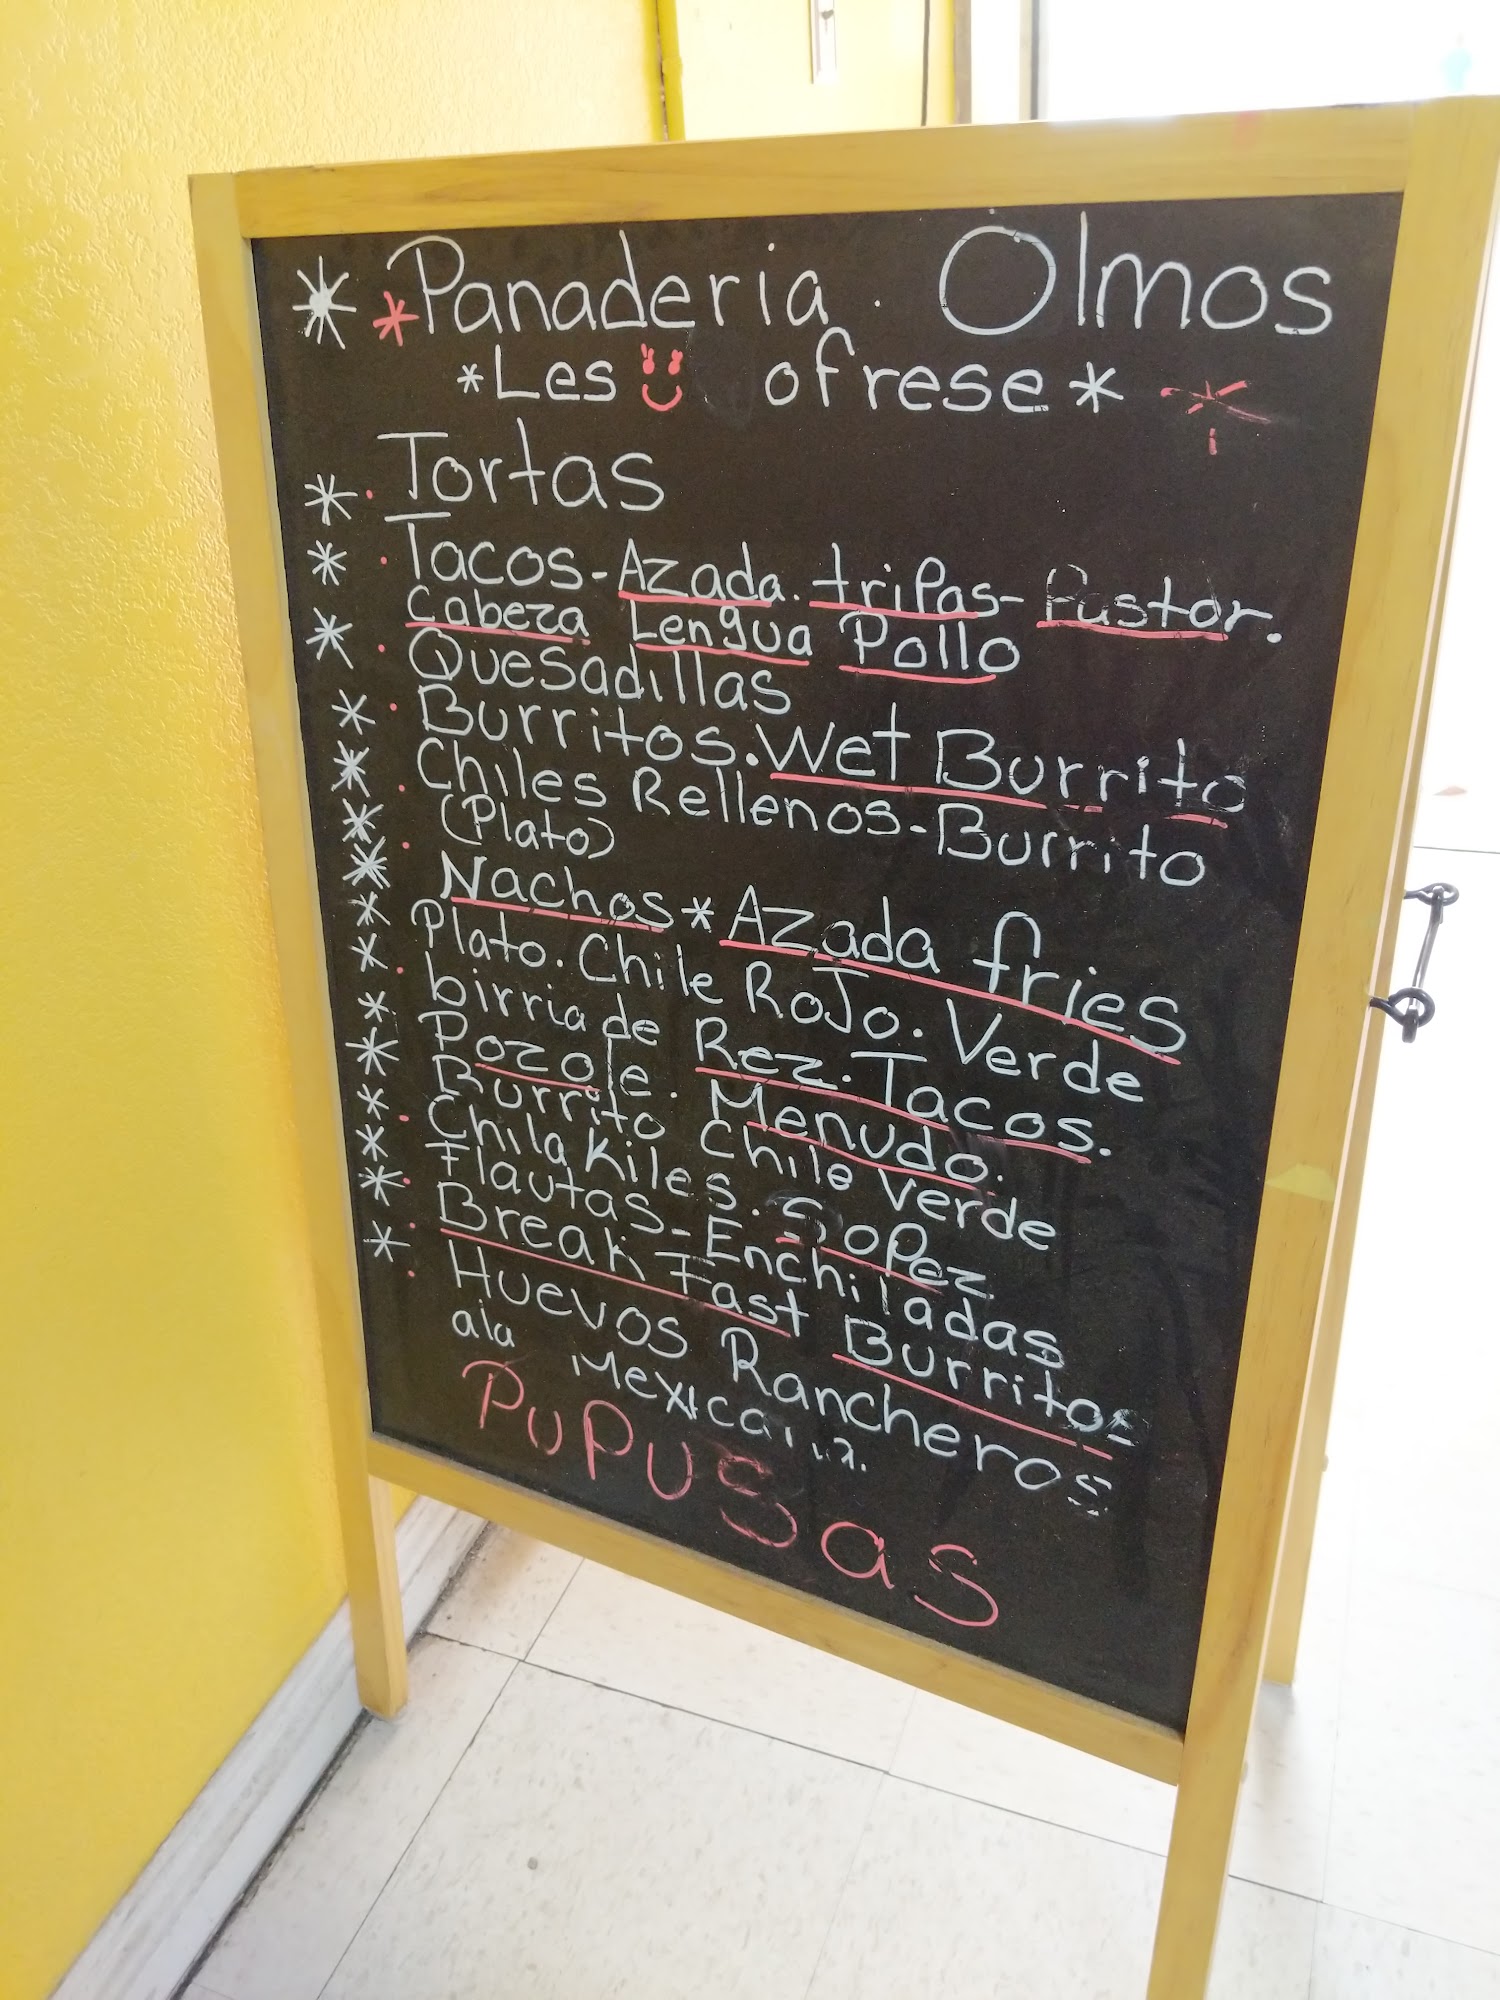 * * Panaderia. Olmos
* Les ofrese *
* . Tortas
* . Tacos - Azada. tripas - Pastor.
Cabeza Lengua Pollo
* . Quesadillas
* . Burritos. Wet Burrito
* . Chiles Rellenos - Burrito
* . (Plato)
* Nachos * Azada fries
* Plato. Chile Rojo. Verde
* . birria de Rez. Tacos.
* Pozole. Menudo.
* Burrito Chile Verde
* . Chilakiles. Sopez
* Flautas - Enchiladas
* . Break Fast Burritos
* . Huevos Rancheros
ala Mexicana.
PUPUSas